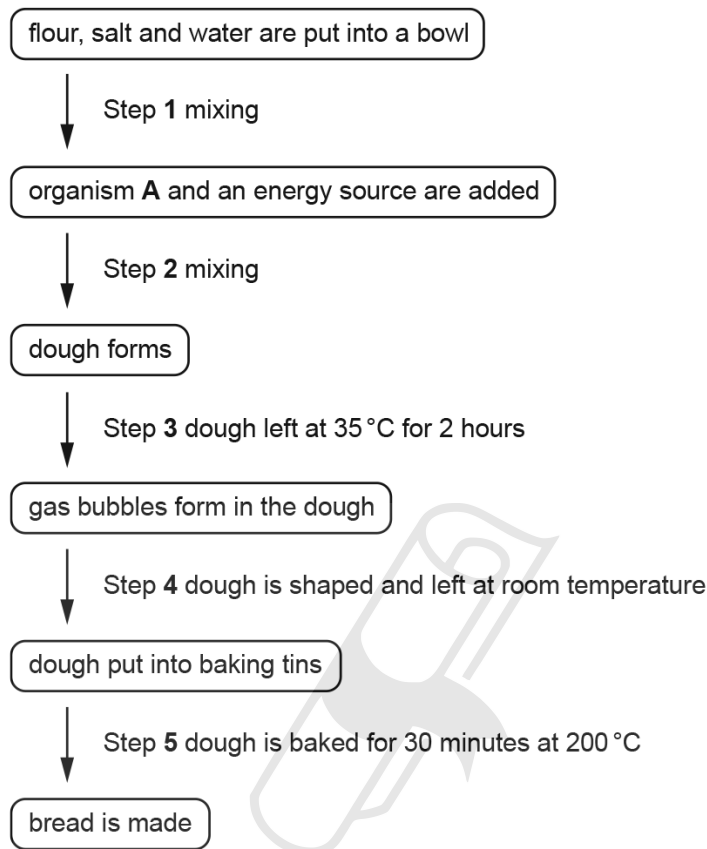 flour, salt and water are put into a bowl
Step 1 mixing
organism A and an energy source are added
Step 2 mixing
dough forms
Step 3 dough left at 35 °C for 2 hours
gas bubbles form in the dough
Step 4 dough is shaped and left at room temperature
dough put into baking tins
Step 5 dough is baked for 30 minutes at 200 °C
bread is made